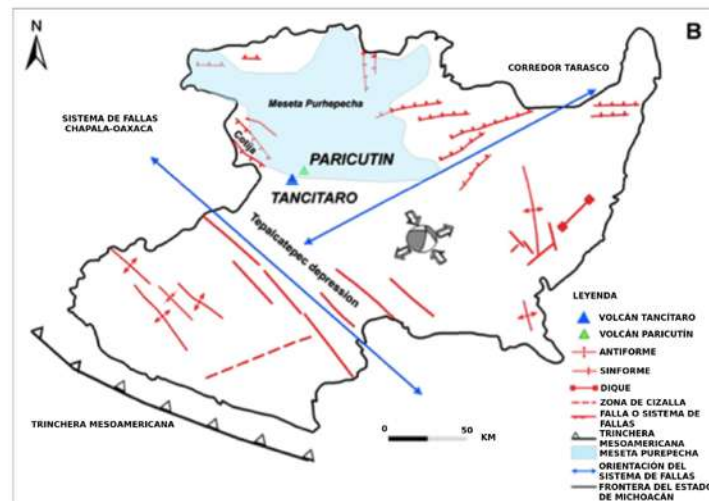 N
B
CORREDOR TARASCO
Meseta Purhepecha
SISTEMA DE FALLAS
CHAPALA-OAXACA
Cotija
PARICUTIN
TANCITARO
Tepalcatepec depression
LEYENDA
VOLCÁN TANCÍTARO
VOLCÁN PARICUTÍN
ANTIFORME
SINFORME
DIQUE
ZONA DE CIZALLA
FALLA O SISTEMA DE
FALLAS
TRINCHERA
MESOAMERICANA
MESETA PUREPECHA
ORIENTACIÓN DEL
SISTEMA DE FALLAS
FRONTERA DEL ESTADO
DE MICHOACÁN
TRINCHERA MESOAMERICANA
0 50
KM